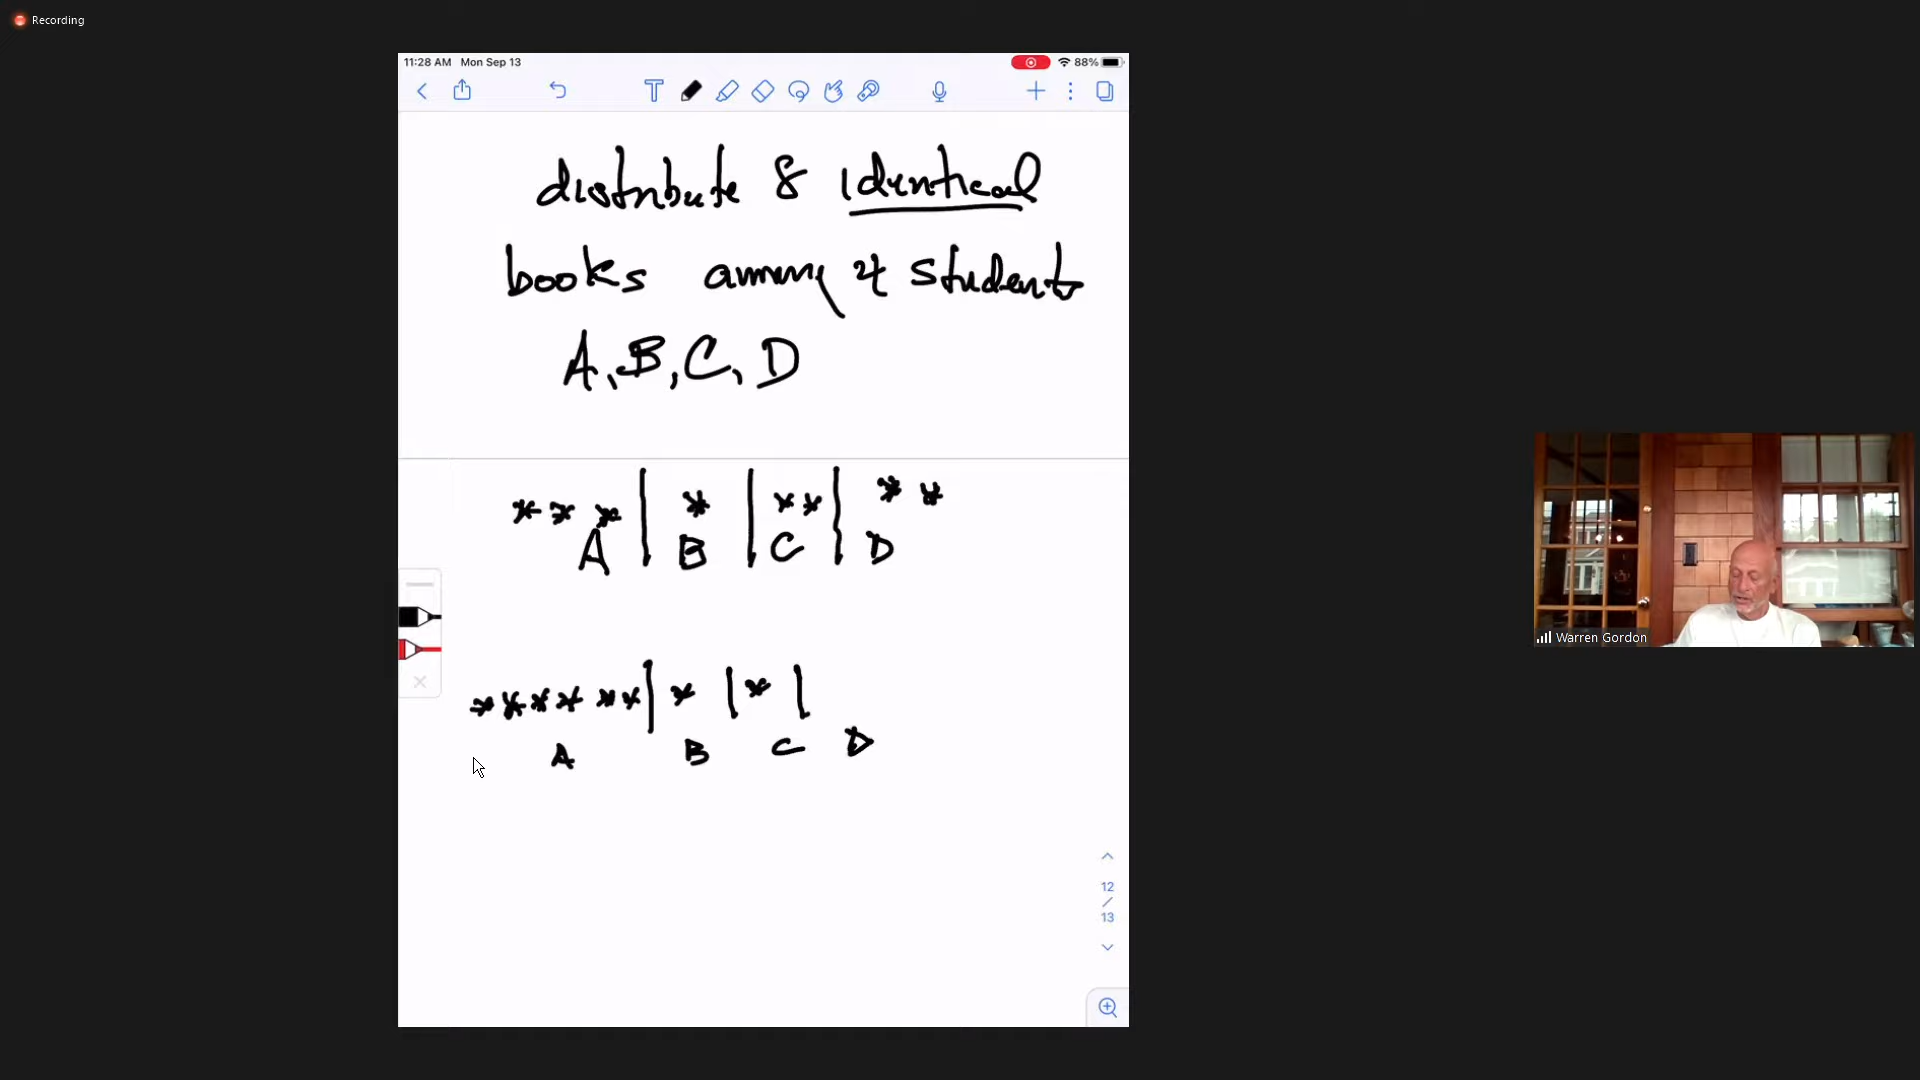 Recording
11:28 AM Mon Sep 13
88%
T
distribute 8 identical
books among 4 students
A, B, C, D
* * * | * | * * | * *
A B C D
* * * * * * | * | * |
A B C D
12
/
13
Warren Gordon